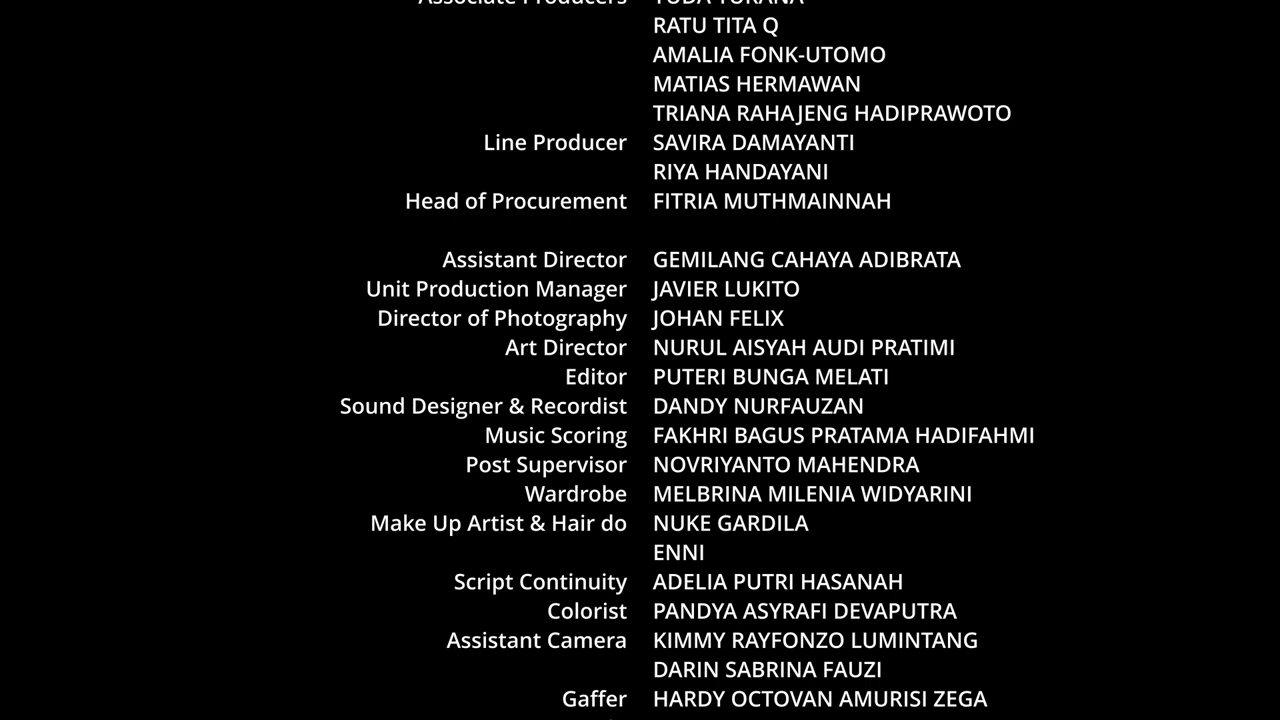 Associate Producers YUDA YURANA
RATU TITA Q
AMALIA FONK-UTOMO
MATIAS HERMAWAN
TRIANA RAHAJENG HADIPRAWOTO
Line Producer SAVIRA DAMAYANTI
RIYA HANDAYANI
Head of Procurement FITRIA MUTHMAINNAH
Assistant Director GEMILANG CAHAYA ADIBRATA
Unit Production Manager JAVIER LUKITO
Director of Photography JOHAN FELIX
Art Director NURUL AISYAH AUDI PRATIMI
Editor PUTERI BUNGA MELATI
Sound Designer & Recordist DANDY NURFAUZAN
Music Scoring FAKHRI BAGUS PRATAMA HADIFAHMI
Post Supervisor NOVRIYANTO MAHENDRA
Wardrobe MELBRINA MILENIA WIDYARINI
Make Up Artist & Hair do NUKE GARDILA
ENNI
Script Continuity ADELIA PUTRI HASANAH
Colorist PANDYA ASYRAFI DEVAPUTRA
Assistant Camera KIMMY RAYFONZO LUMINTANG
DARIN SABRINA FAUZI
Gaffer HARDY OCTOVAN AMURISI ZEGA